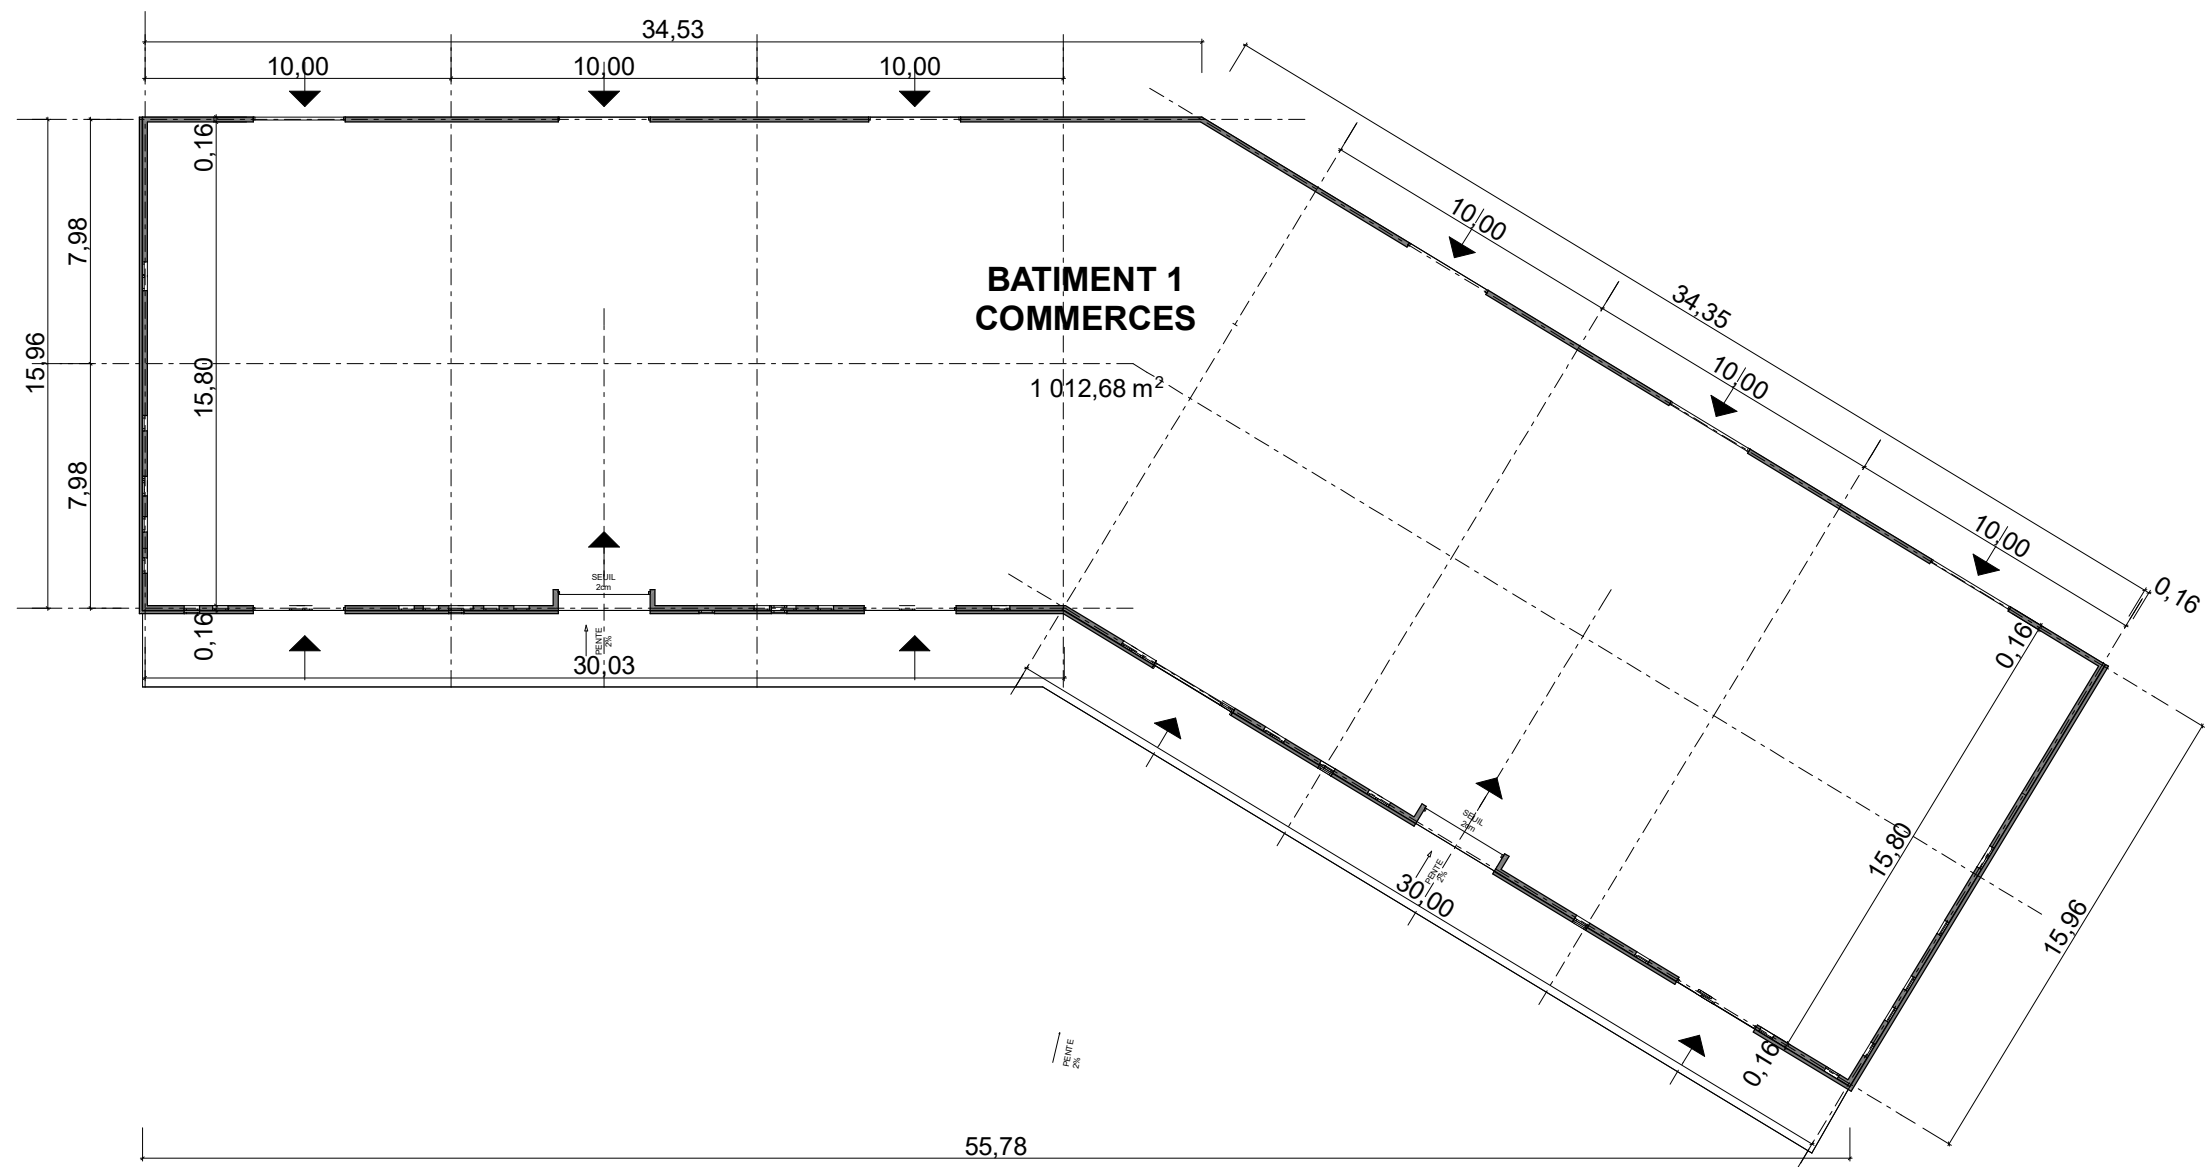 34,53
10,00
10,00
10,00
0,16
7,98
15,96
15,80
7,98
0,16
BATIMENT 1
COMMERCES
1 012,68 m²
SEUIL
2cm
PENTE
2%
30,03
10,00
34,35
10,00
10,00
0,16
0,16
15,80
15,96
SEUIL
2cm
PENTE
2%
30,00
0,16
PENTE
2%
55,78